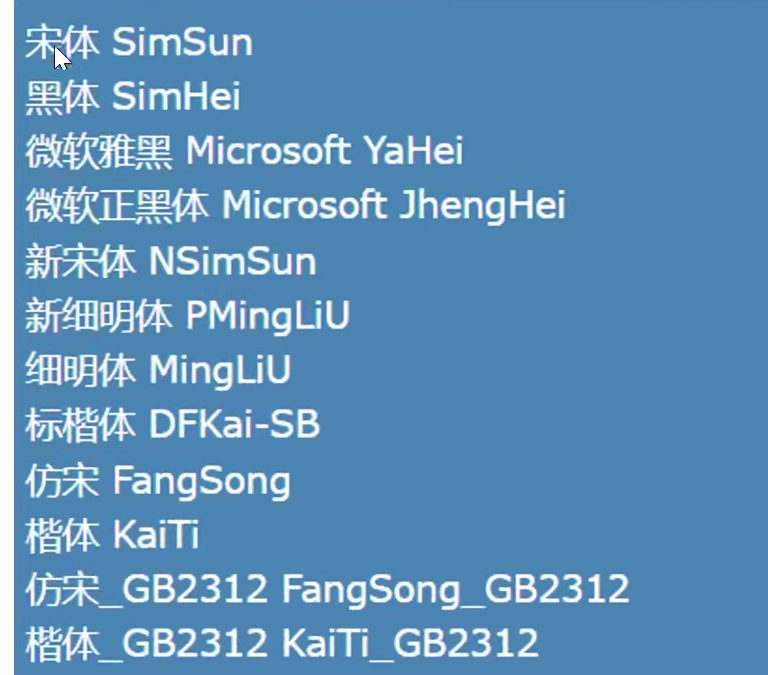 宋体 SimSun
黑体 SimHei
微软雅黑 Microsoft YaHei
微软正黑体 Microsoft JhengHei
新宋体 NSimSun
新细明体 PMingLiU
细明体 MingLiU
标楷体 DFKai-SB
仿宋 FangSong
楷体 KaiTi
仿宋_GB2312 FangSong_GB2312
楷体_GB2312 KaiTi_GB2312